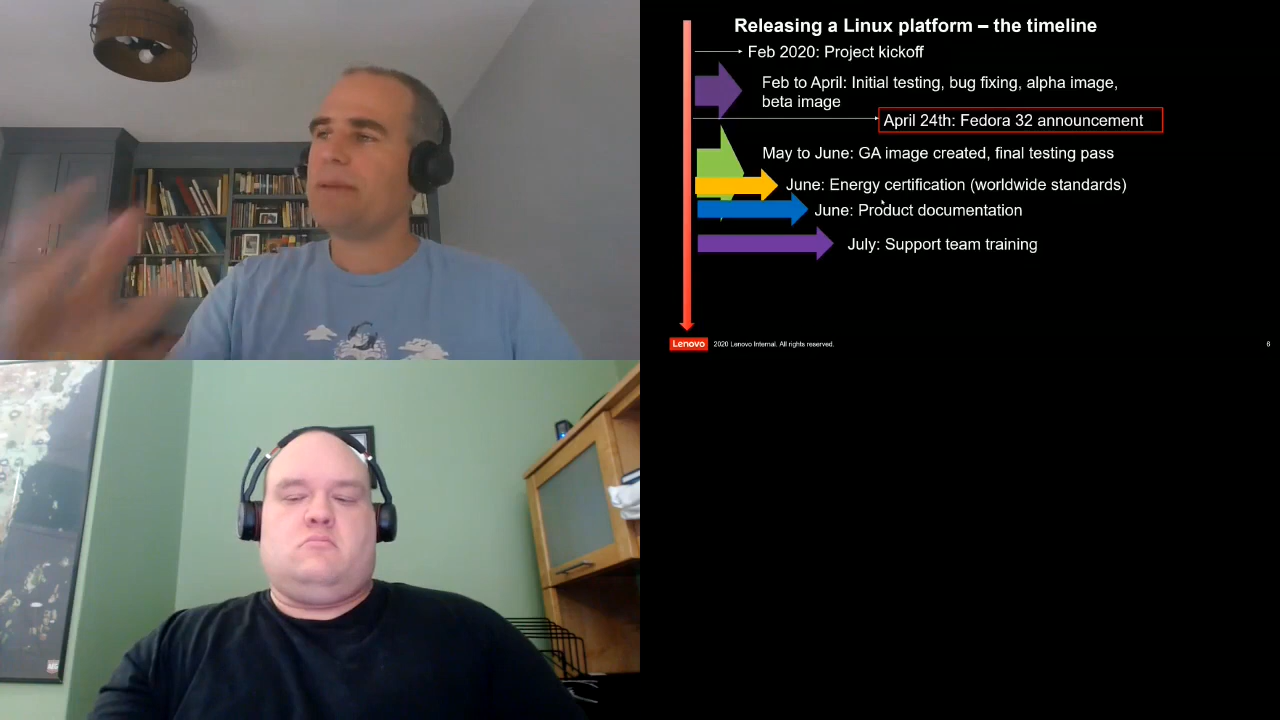 Releasing a Linux platform – the timeline
Feb 2020: Project kickoff
Feb to April: Initial testing, bug fixing, alpha image,
beta image
April 24th: Fedora 32 announcement
May to June: GA image created, final testing pass
June: Energy certification (worldwide standards)
June: Product documentation
July: Support team training
Lenovo
2020 Lenovo Internal. All rights reserved.
6